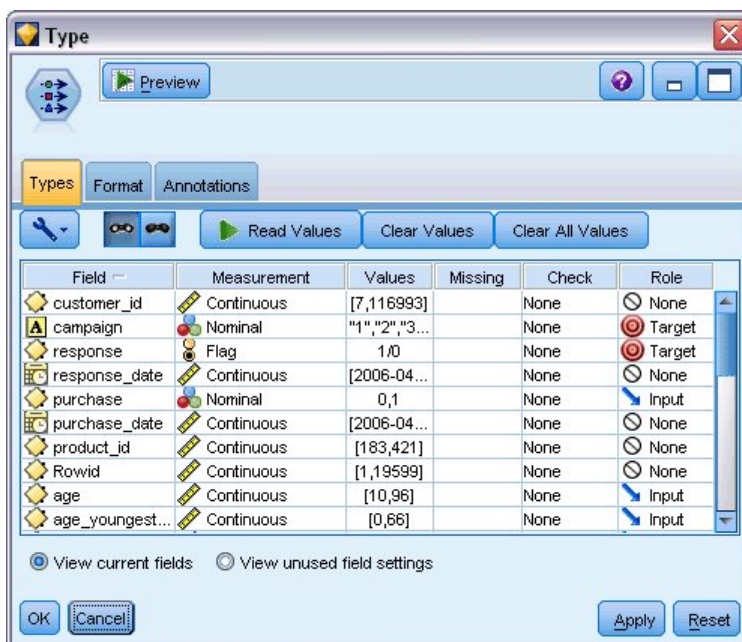 Type
Preview
Types Format Annotations
Read Values Clear Values Clear All Values
Field Measurement Values Missing Check Role
customer_id Continuous [7,116993] None None
A campaign Nominal "1","2","3... None Target
response Flag 1/0 None Target
response_date Continuous [2006-04... None None
purchase Nominal 0,1 None Input
purchase_date Continuous [2006-04... None None
product_id Continuous [183,421] None None
Rowid Continuous [1,19599] None None
age Continuous [10,96] None Input
age_youngest... Continuous [0,66] None Input
View current fields View unused field settings
OK Cancel Apply Reset